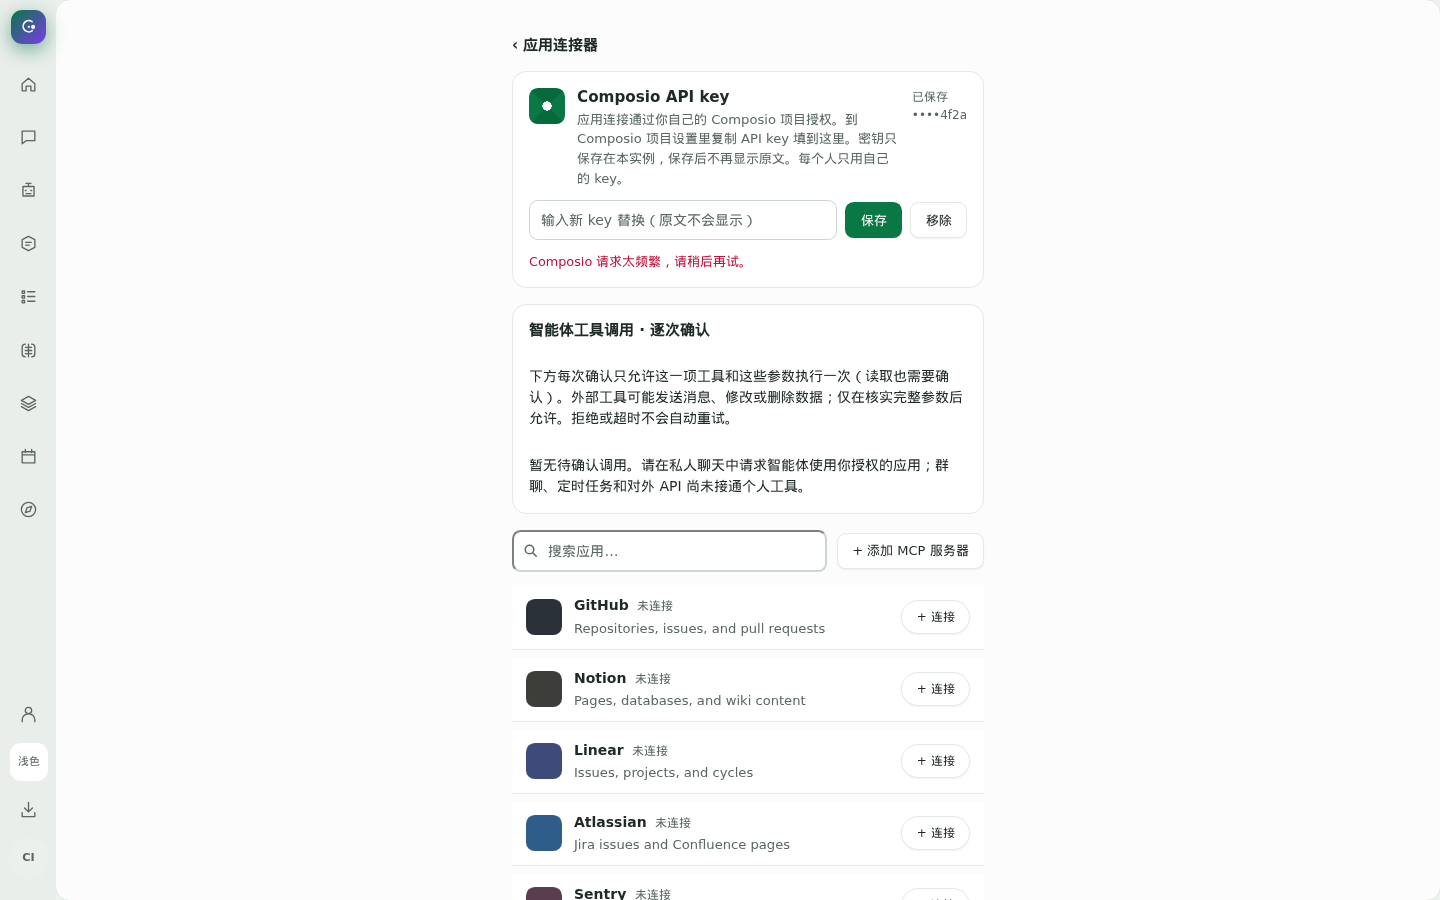 ‹ 应用连接器
Composio API key
已保存
应用连接通过你自己的 Composio 项目授权。到
••••4f2a
Composio 项目设置里复制 API key 填到这里。密钥只
保存在本实例，保存后不再显示原文。每个人只用自己
的 key。
输入新 key 替换（原文不会显示）
保存
移除
Composio 请求太频繁，请稍后再试。
智能体工具调用 · 逐次确认
下方每次确认只允许这一项工具和这些参数执行一次（读取也需要确
认）。外部工具可能发送消息、修改或删除数据；仅在核实完整参数后
允许。拒绝或超时不会自动重试。
暂无待确认调用。请在私人聊天中请求智能体使用你授权的应用；群
聊、定时任务和对外 API 尚未接通个人工具。
搜索应用…
+ 添加 MCP 服务器
GitHub 未连接
Repositories, issues, and pull requests
+ 连接
Notion 未连接
Pages, databases, and wiki content
+ 连接
Linear 未连接
Issues, projects, and cycles
+ 连接
Atlassian 未连接
Jira issues and Confluence pages
+ 连接
Sentry 未连接
浅色
CI